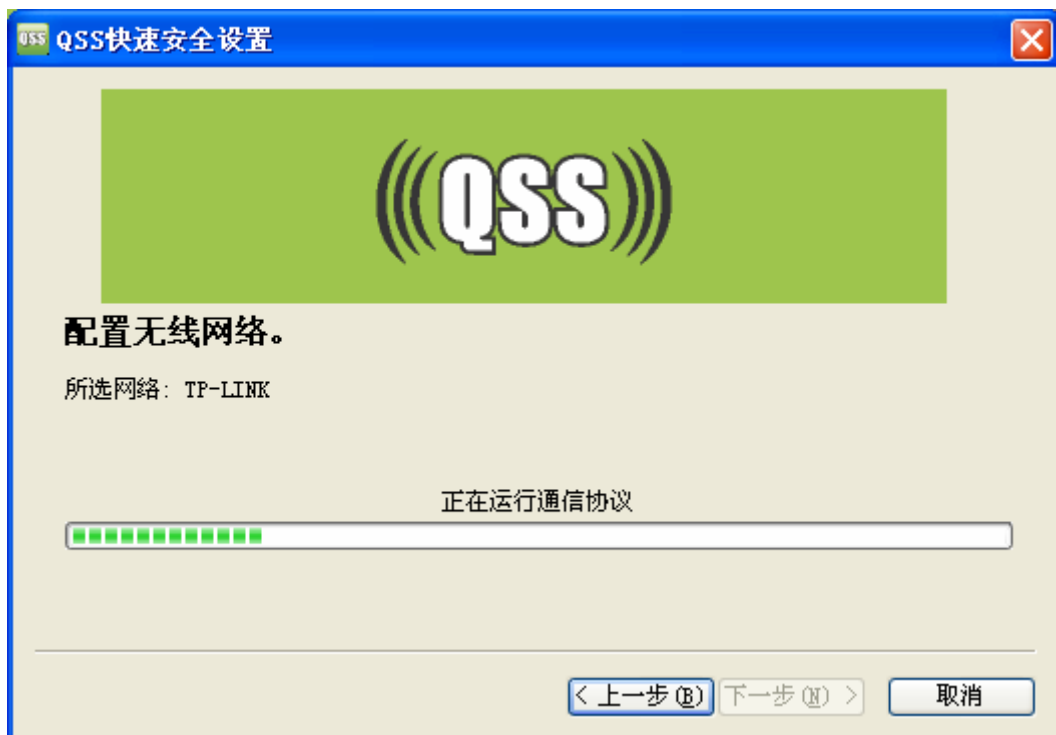 QSS QSS快速安全设置
(((QSS)))
配置无线网络。
所选网络: TP-LINK
正在运行通信协议
< 上一步(B) 下一步(N) > 取消